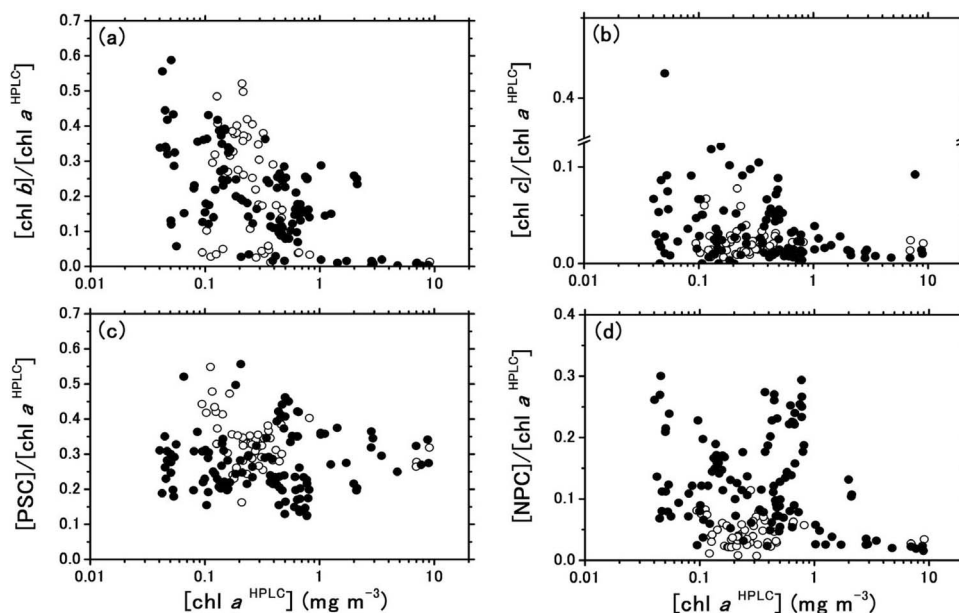 (a)
[chl b]/[chl a HPLC]
0.7
0.6
0.5
0.4
0.3
0.2
0.1
0.0
0.01 0.1 1 10
(b)
[chl c]/[chl a HPLC]
0.4
0.1
0.0
0.01 0.1 1 10
(c)
[PSC]/[chl a HPLC]
0.7
0.6
0.5
0.4
0.3
0.2
0.1
0.0
0.01 0.1 1 10
[chl a HPLC] (mg m−3)
(d)
[NPC]/[chl a HPLC]
0.4
0.3
0.2
0.1
0.0
0.01 0.1 1 10
[chl a HPLC] (mg m−3)